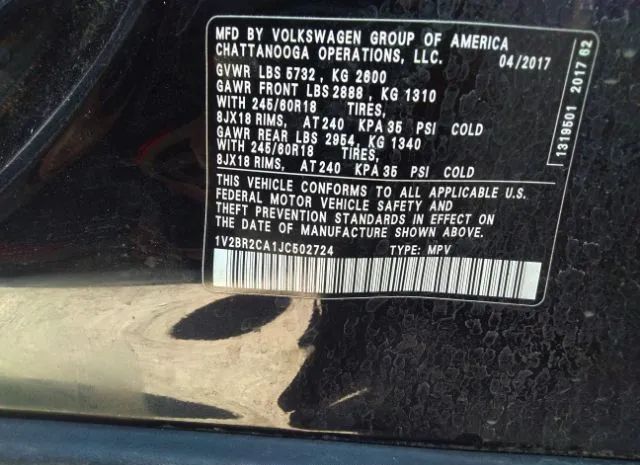 MFD BY VOLKSWAGEN GROUP OF AMERICA
CHATTANOOGA OPERATIONS, LLC. 04/2017
GVWR LBS 5732 , KG 2600
GAWR FRONT LBS 2888 , KG 1310
WITH 245/60R18 TIRES,
8JX18 RIMS, AT 240 KPA 35 PSI COLD
GAWR REAR LBS 2954, KG 1340
WITH 245/60R18 TIRES,
8JX18 RIMS, AT 240 KPA 35 PSI COLD
THIS VEHICLE CONFORMS TO ALL APPLICABLE U.S.
FEDERAL MOTOR VEHICLE SAFETY AND
THEFT PREVENTION STANDARDS IN EFFECT ON
THE DATE OF MANUFACTURE SHOWN ABOVE.
1V2BR2CA1JC502724 TYPE: MPV
1319501 2017 62